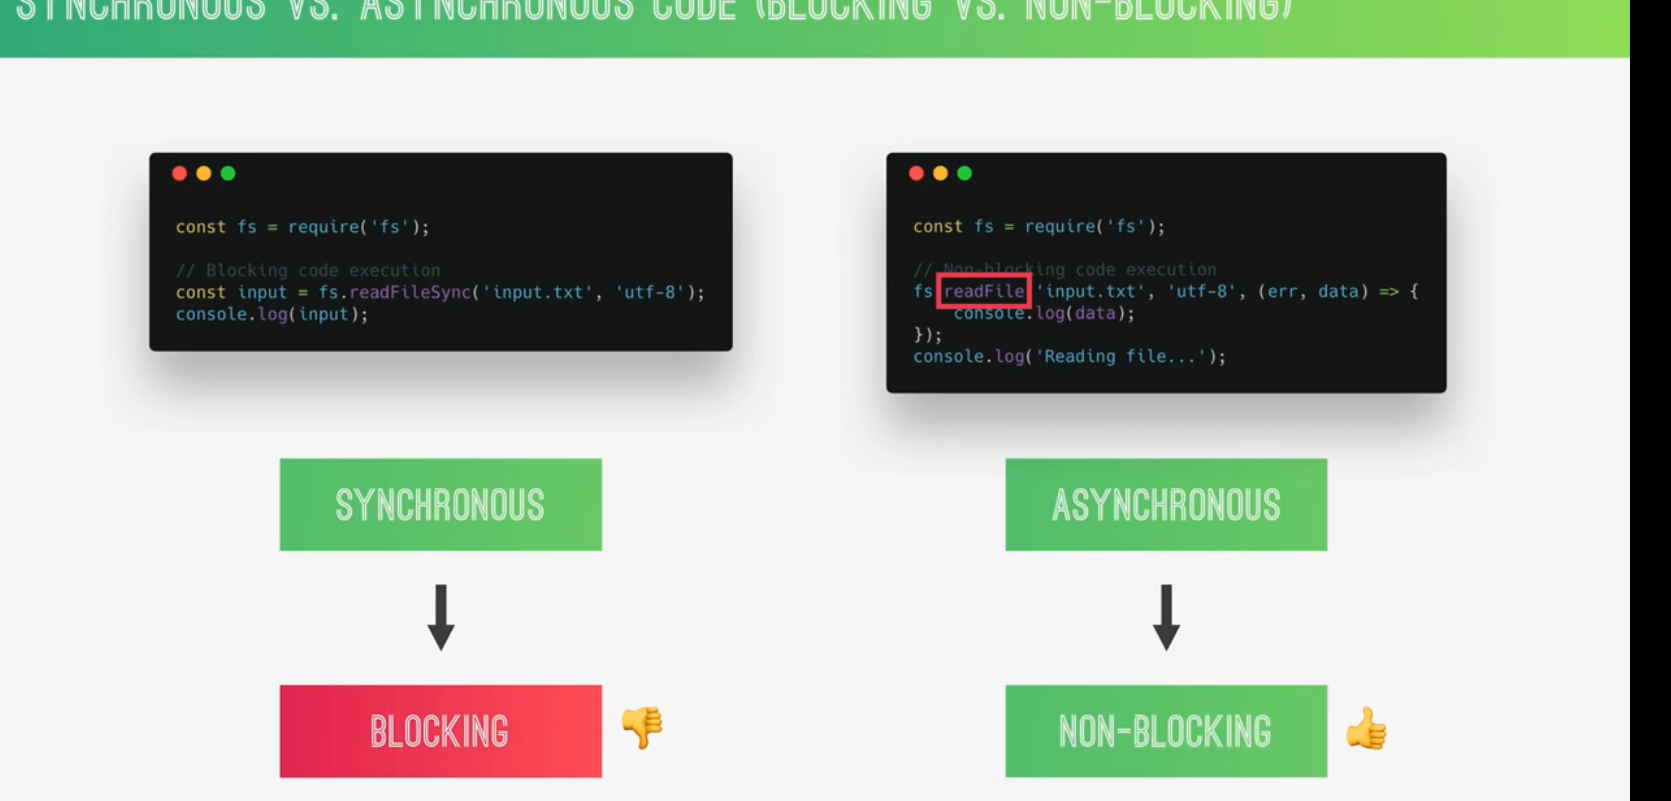 SYNCHRONOUS VS. ASYNCHRONOUS CODE (BLOCKING VS. NON-BLOCKING)
const fs = require('fs');
// Blocking code execution
const input = fs.readFileSync('input.txt', 'utf-8');
console.log(input);
const fs = require('fs');
// Non-blocking code execution
fs readFile 'input.txt', 'utf-8', (err, data) => {
console.log(data);
});
console.log('Reading file...');
SYNCHRONOUS
BLOCKING
ASYNCHRONOUS
NON-BLOCKING